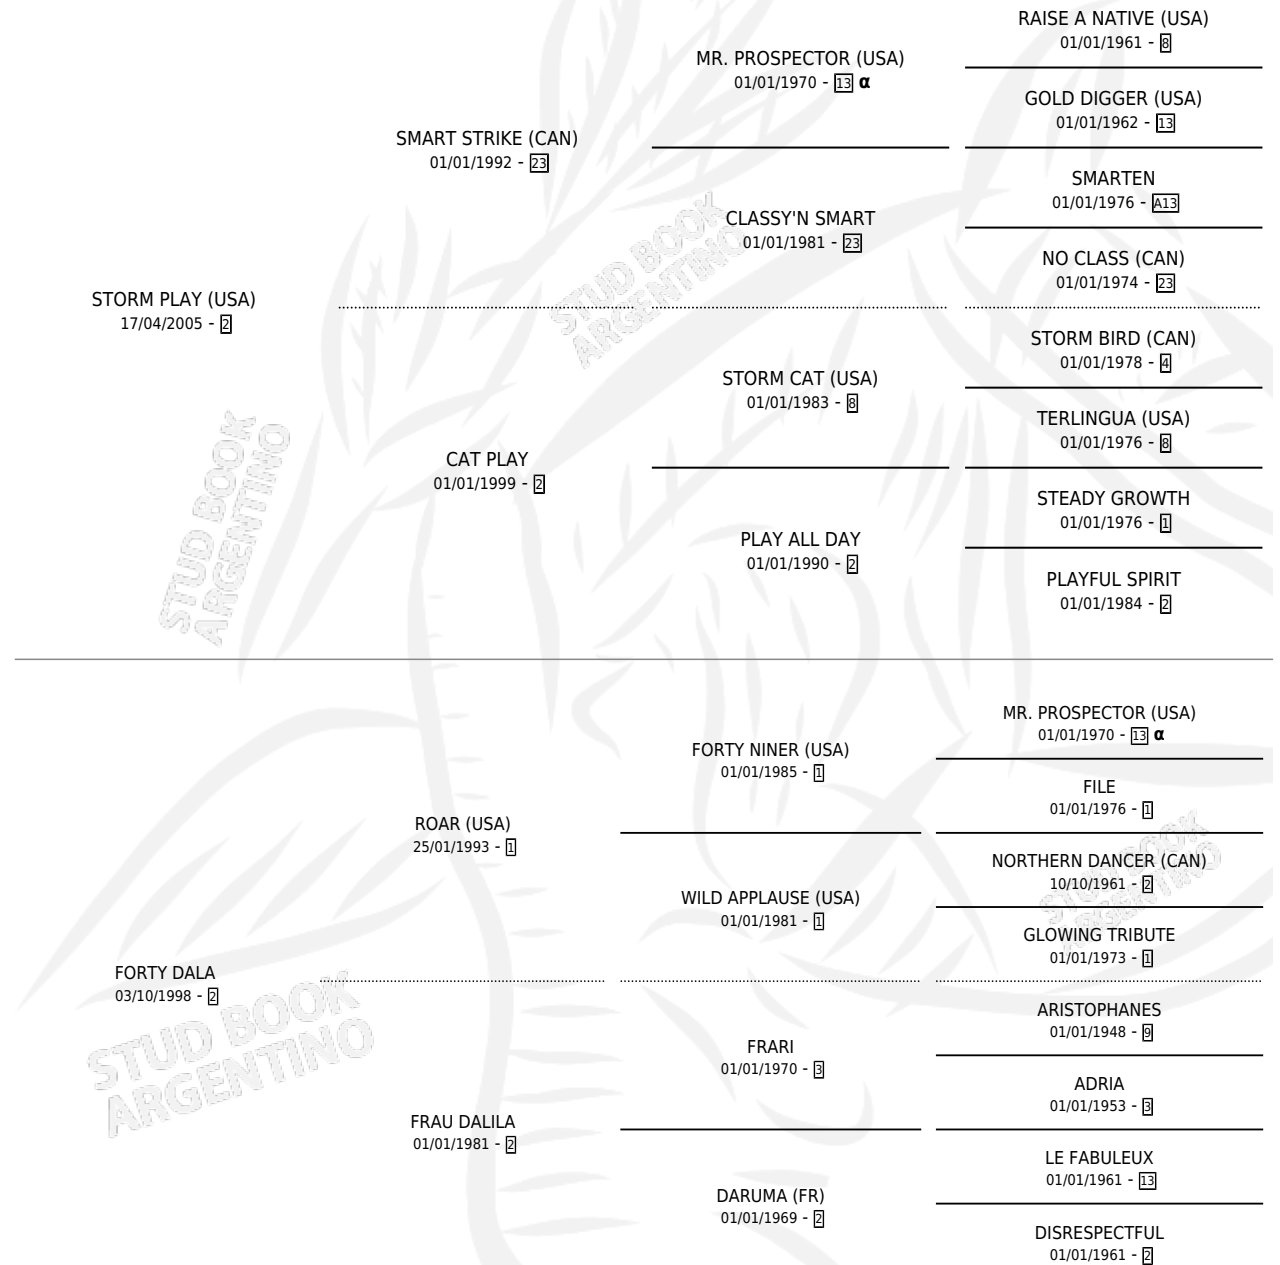 RAISE A NATIVE (USA)
01/01/1961 - 8
MR. PROSPECTOR (USA)
01/01/1970 - 13 α
GOLD DIGGER (USA)
01/01/1962 - 13
SMART STRIKE (CAN)
01/01/1992 - 23
SMARTEN
01/01/1976 - A13
CLASSY'N SMART
01/01/1981 - 23
NO CLASS (CAN)
01/01/1974 - 23
STORM PLAY (USA)
17/04/2005 - 2
STORM BIRD (CAN)
01/01/1978 - 4
STORM CAT (USA)
01/01/1983 - 8
TERLINGUA (USA)
01/01/1976 - 8
CAT PLAY
01/01/1999 - 2
STEADY GROWTH
01/01/1976 - 1
PLAY ALL DAY
01/01/1990 - 2
PLAYFUL SPIRIT
01/01/1984 - 2
MR. PROSPECTOR (USA)
01/01/1970 - 13 α
FORTY NINER (USA)
01/01/1985 - 1
FILE
01/01/1976 - 1
ROAR (USA)
25/01/1993 - 1
NORTHERN DANCER (CAN)
10/10/1961 - 2
WILD APPLAUSE (USA)
01/01/1981 - 1
GLOWING TRIBUTE
01/01/1973 - 1
FORTY DALA
03/10/1998 - 2
ARISTOPHANES
01/01/1948 - 9
FRARI
01/01/1970 - 3
ADRIA
01/01/1953 - 3
FRAU DALILA
01/01/1981 - 2
LE FABULEUX
01/01/1961 - 13
DARUMA (FR)
01/01/1969 - 2
DISRESPECTFUL
01/01/1961 - 2
STUD BOOK
ARGENTINO
STUD BOOK
ARGENTINO
STUD BOOK
ARGENTINO
STUD BOOK
ARGENTINO